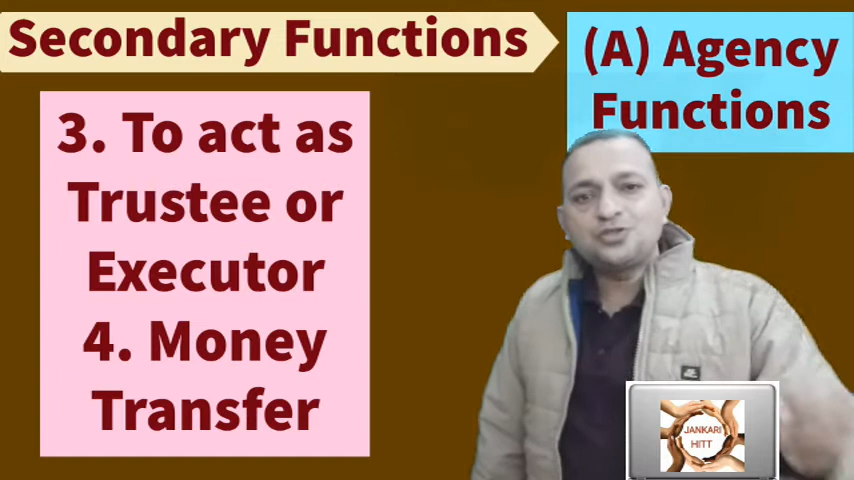 Secondary Functions
(A) Agency
Functions
3. To act as
Trustee or
Executor
4. Money
Transfer
JANKARI
HITT